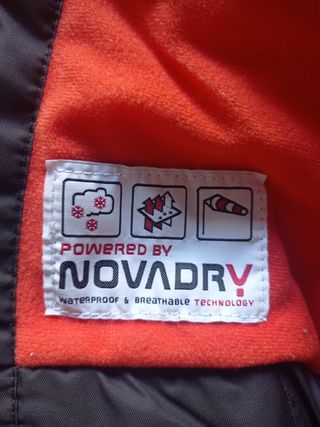 POWERED BY
NOVADRY
WATERPROOF & BREATHABLE TECHNOLOGY